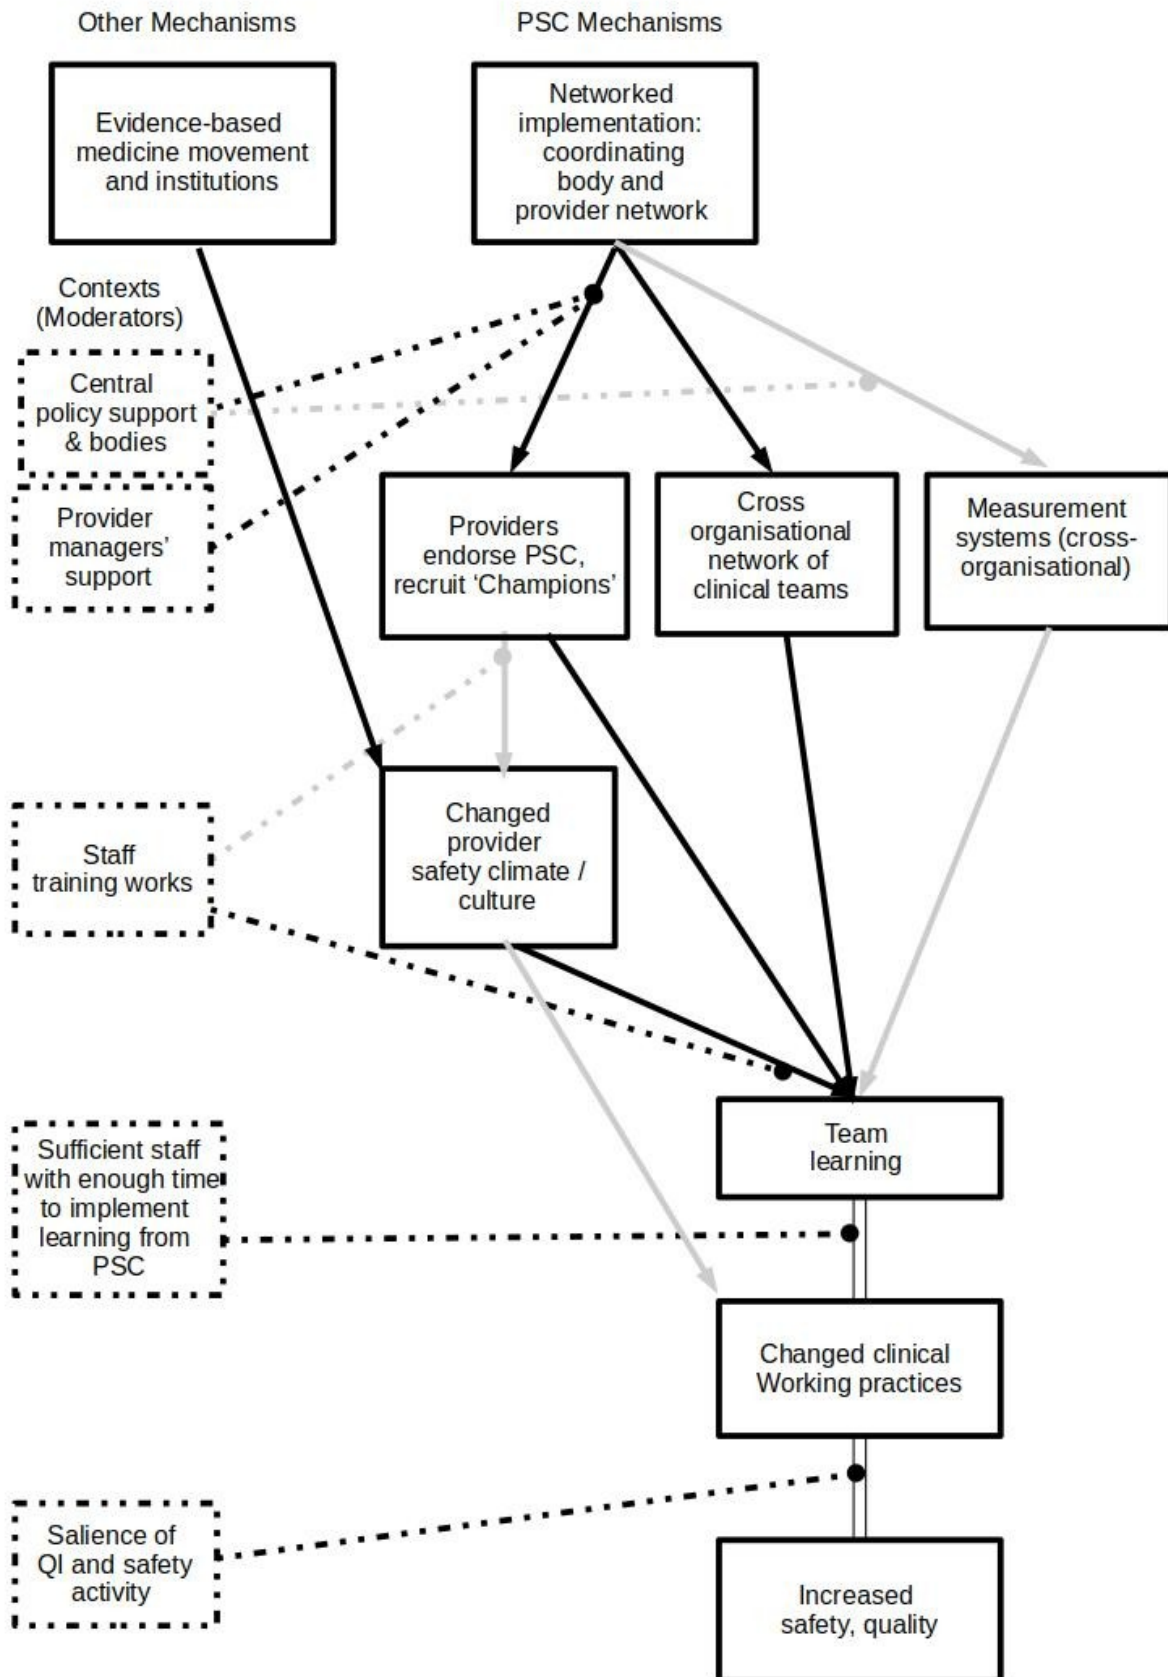 Other Mechanisms
PSC Mechanisms
Evidence-based
medicine movement
and institutions
Networked
implementation:
coordinating
body and
provider network
Contexts
(Moderators)
Central
policy support
& bodies
Provider
managers’
support
Providers
endorse PSC,
recruit ‘Champions’
Cross
organisational
network of
clinical teams
Measurement
systems (cross-
organisational)
Staff
training works
Changed
provider
safety climate /
culture
Team
learning
Sufficient staff
with enough time
to implement
learning from
PSC
Changed clinical
Working practices
Salience of
QI and safety
activity
Increased
safety, quality